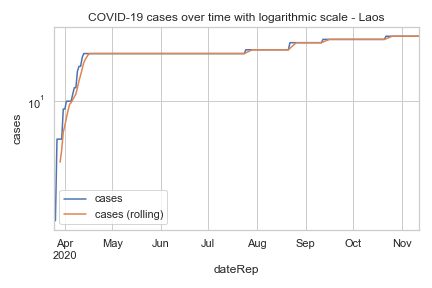 COVID-19 cases over time with logarithmic scale - Laos
cases
10^1
cases
cases (rolling)
Apr
2020
May
Jun
Jul
Aug
Sep
Oct
Nov
dateRep